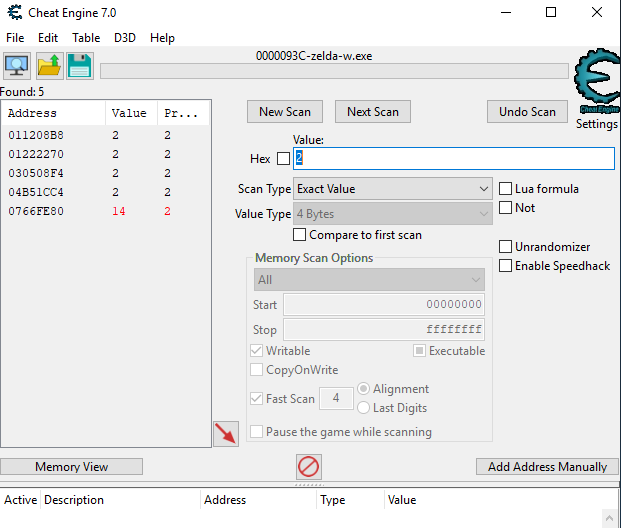 Cheat Engine 7.0
File Edit Table D3D Help
0000093C-zelda-w.exe
Found: 5
Cheat Engine
Settings
Address Value Pr...
011208B8 2 2
01222270 2 2
030508F4 2 2
04B51CC4 2 2
0766FE80 14 2
New Scan Next Scan Undo Scan
Value:
Hex 2
Scan Type Exact Value Lua formula
Value Type 4 Bytes Not
Compare to first scan
Unrandomizer
Enable Speedhack
Memory Scan Options
All
Start 00000000
Stop ffffffff
Writable Executable
CopyOnWrite
Fast Scan 4 Alignment
Last Digits
Pause the game while scanning
Memory View Add Address Manually
Active Description Address Type Value